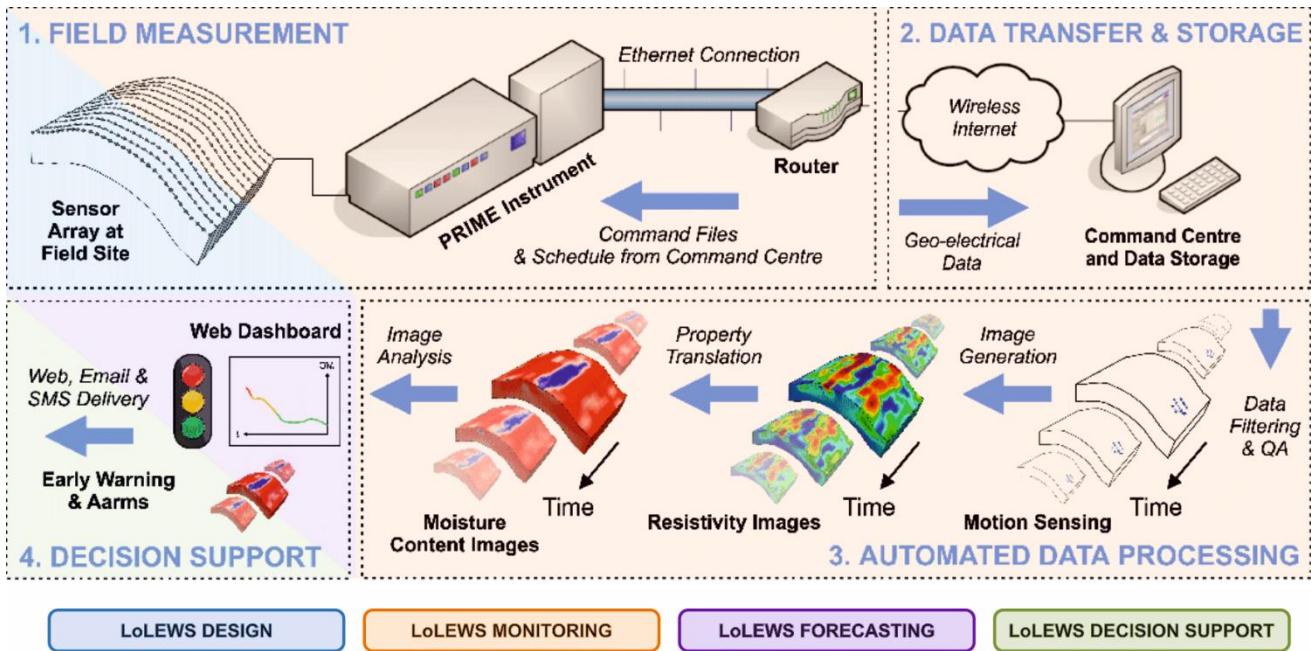 1. FIELD MEASUREMENT
Ethernet Connection
Router
PRIME Instrument
Sensor
Array at
Field Site
Command Files
& Schedule from Command Centre
2. DATA TRANSFER & STORAGE
Wireless
Internet
Geo-electrical
Data
Command Centre
and Data Storage
Data
Filtering
& QA
Image
Generation
Time
Motion Sensing
Property
Translation
Time
Resistivity Images
Image
Analysis
Time
Moisture
Content Images
3. AUTOMATED DATA PROCESSING
Web Dashboard
Web, Email &
SMS Delivery
Early Warning
& Aarms
4. DECISION SUPPORT
LoLEWS DESIGN
LoLEWS MONITORING
LoLEWS FORECASTING
LoLEWS DECISION SUPPORT